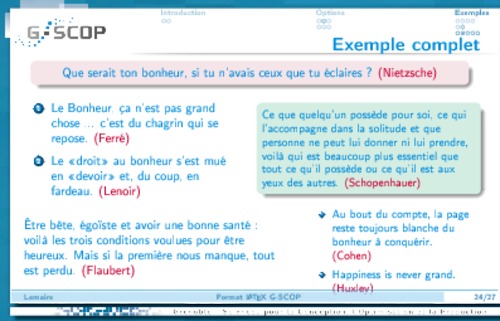 Introduction
Options
Exemples
G-SCOP
Exemple complet
Que serait ton bonheur, si tu n'avais ceux que tu éclaires ? (Nietzsche)
1 Le Bonheur, ça n'est pas grand
chose ... c'est du chagrin qui se
repose. (Ferré)
2 Le «droit» au bonheur s'est mué
en «devoir» et, du coup, en
fardeau. (Lenoir)
Être bête, égoïste et avoir une bonne santé :
voilà les trois conditions voulues pour être
heureux. Mais si la première nous manque, tout
est perdu. (Flaubert)
Ce que quelqu'un possède pour soi, ce qui
l'accompagne dans la solitude et que
personne ne peut lui donner ni lui prendre,
voilà qui est beaucoup plus essentiel que
tout ce qu'il possède ou ce qu'il est aux
yeux des autres. (Schopenhauer)
Au bout du compte, la page
reste toujours blanche du
bonheur à conquérir.
(Cohen)
Happiness is never grand.
(Huxley)
Lemaire
Format LATEX G-SCOP
24/27